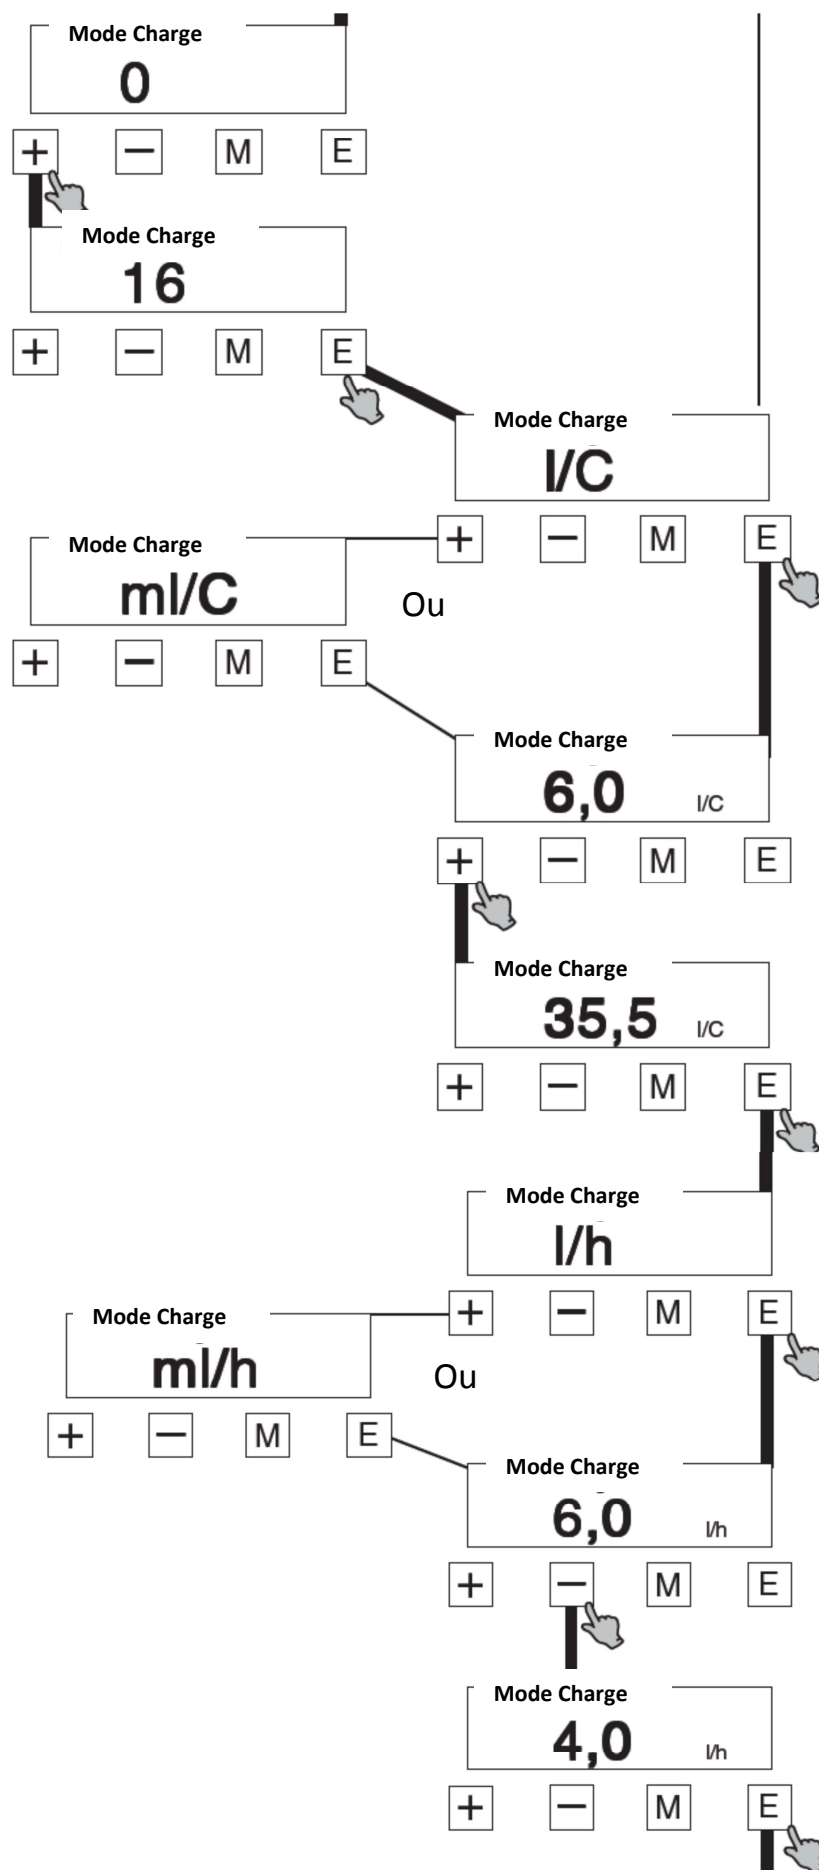 Mode Charge
0
+ − M E
Mode Charge
16
+ − M E
Mode Charge
l/C
+ − M E
Mode Charge
ml/C
Ou
+ − M E
Mode Charge
6,0 l/C
+ − M E
Mode Charge
35,5 l/C
+ − M E
Mode Charge
l/h
+ − M E
Mode Charge
ml/h
Ou
+ − M E
Mode Charge
6,0 l/h
+ − M E
Mode Charge
4,0 l/h
+ − M E